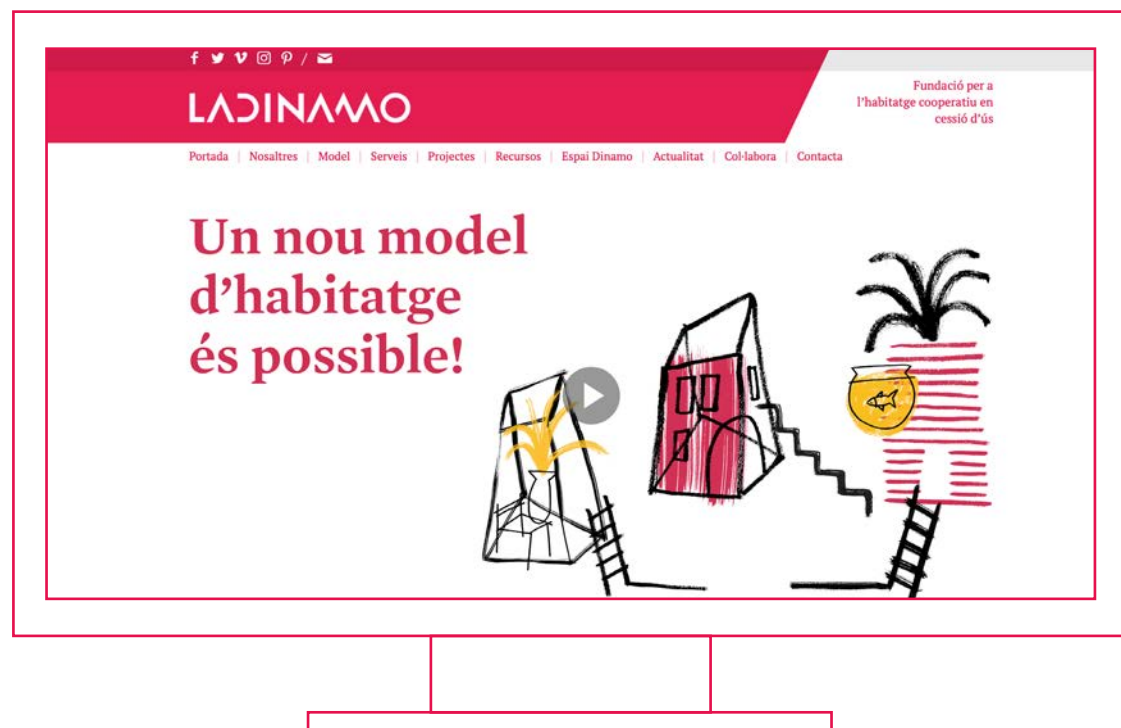 LADINAMO
Fundació per a
l'habitatge cooperatiu en
cessió d'ús
Portada | Nosaltres | Model | Serveis | Projectes | Recursos | Espai Dinamo | Actualitat | Col·labora | Contacta
Un nou model
d'habitatge
és possible!